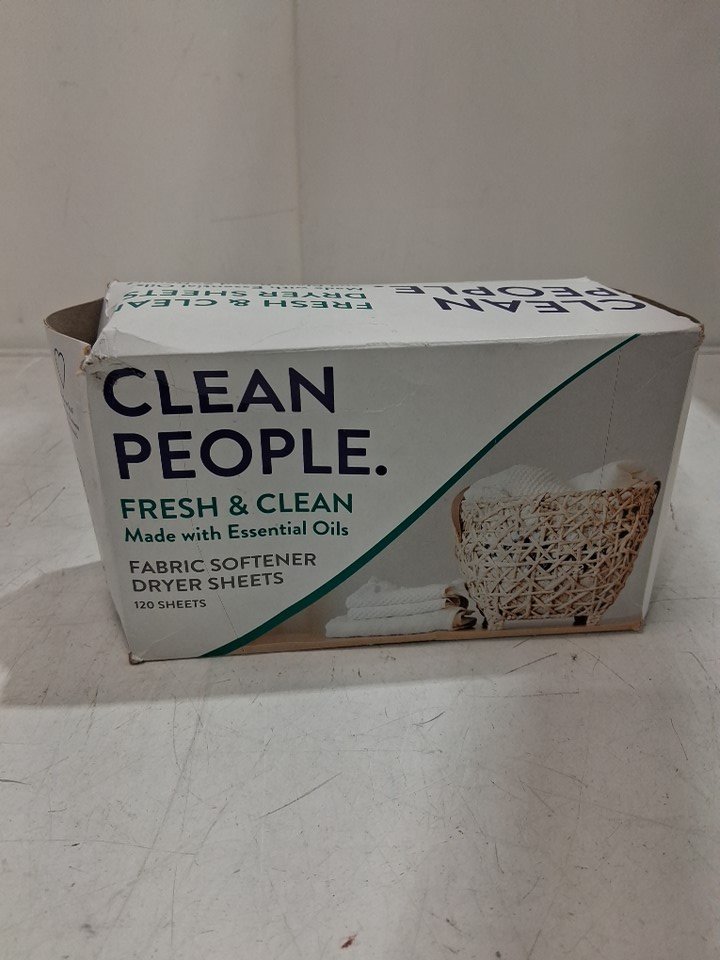 CLEAN
PEOPLE.
FRESH & CLEAN
DRYER SHEETS
CLEAN
PEOPLE.
FRESH & CLEAN
Made with Essential Oils
FABRIC SOFTENER
DRYER SHEETS
120 SHEETS